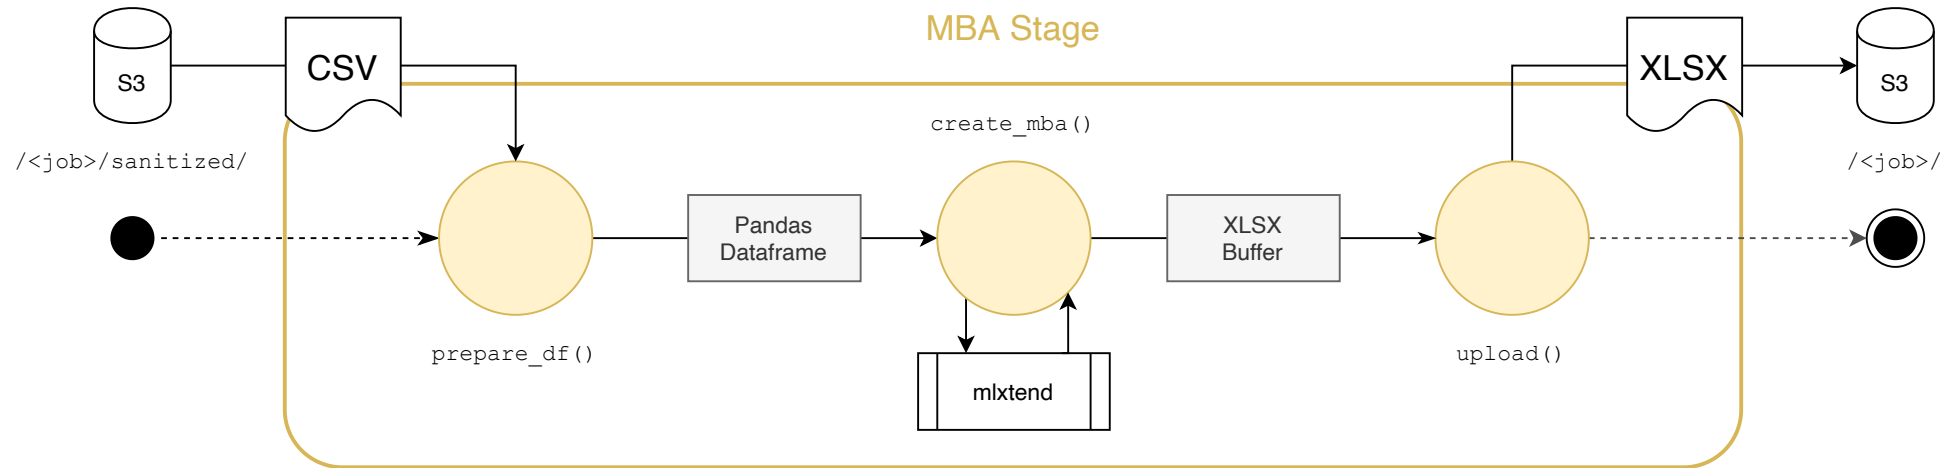 MBA Stage
S3
CSV
XLSX
S3
/<job>/sanitized/
create_mba()
/<job>/
Pandas
Dataframe
XLSX
Buffer
prepare_df()
upload()
mlxtend